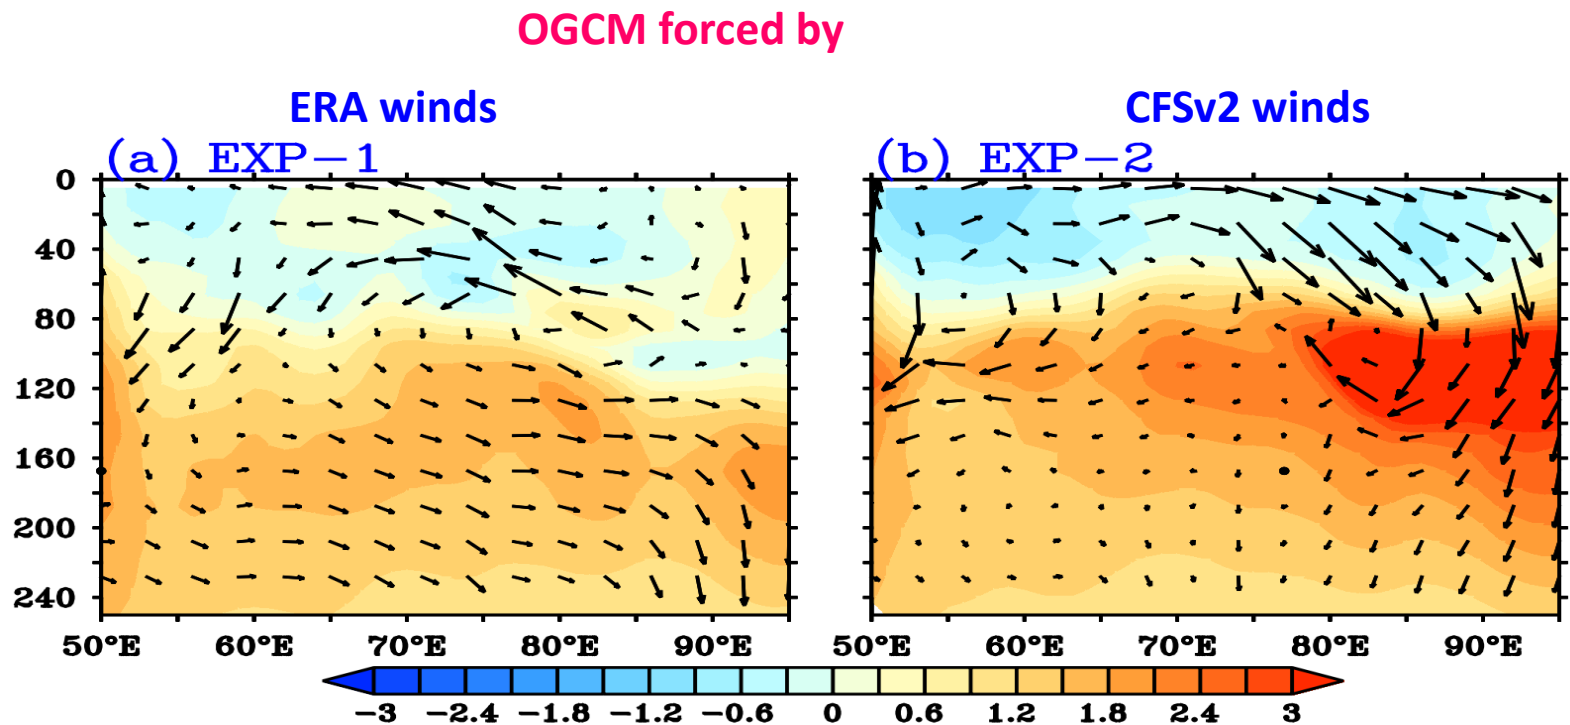 OGCM forced by
ERA winds CFSv2 winds
(a) EXP-1 (b) EXP-2
0
40
80
120
160
200
240
50°E 60°E 70°E 80°E 90°E 50°E 60°E 70°E 80°E 90°E
-3 -2.4 -1.8 -1.2 -0.6 0 0.6 1.2 1.8 2.4 3